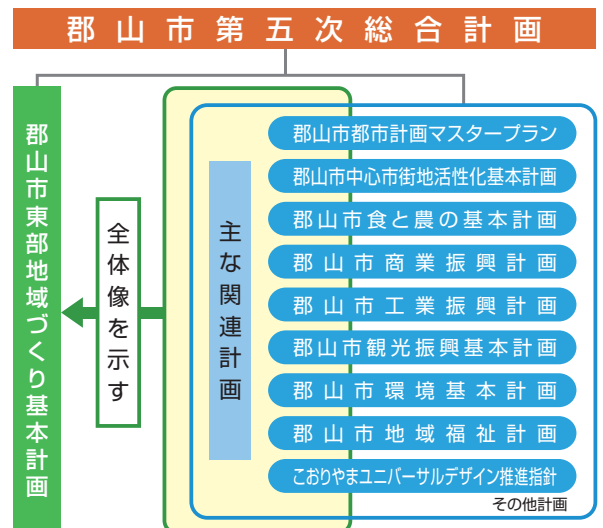 郡山市第五次総合計画
郡山市東部地域づくり基本計画
全体像を示す
主な関連計画
郡山市都市計画マスタープラン
郡山市中心市街地活性化基本計画
郡山市食と農の基本計画
郡山市商業振興計画
郡山市工業振興計画
郡山市観光振興基本計画
郡山市環境基本計画
郡山市地域福祉計画
こおりやまユニバーサルデザイン推進指針
その他計画